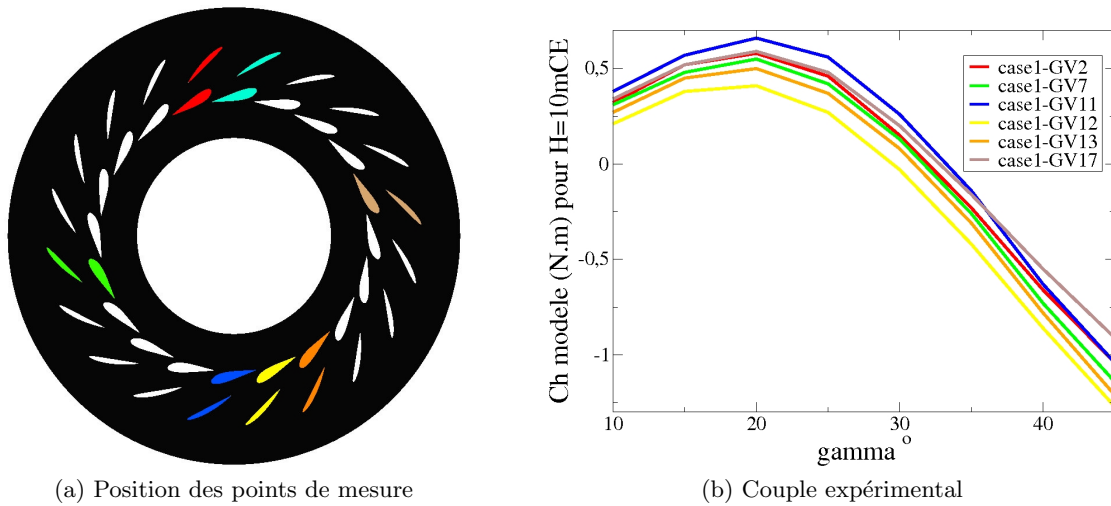 Ch modele (N.m) pour H=10mCE
0,5
0
-0,5
-1
10
20
30
40
gamma °
case1-GV2
case1-GV7
case1-GV11
case1-GV12
case1-GV13
case1-GV17
(a) Position des points de mesure
(b) Couple expérimental